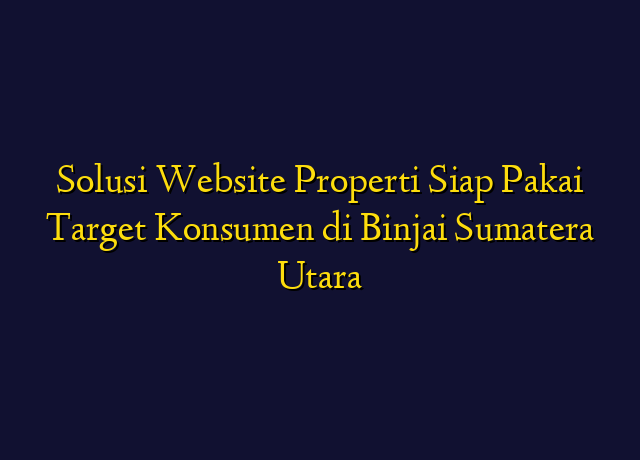 Solusi Website Properti Siap Pakai
Target Konsumen di Binjai Sumatera
Utara